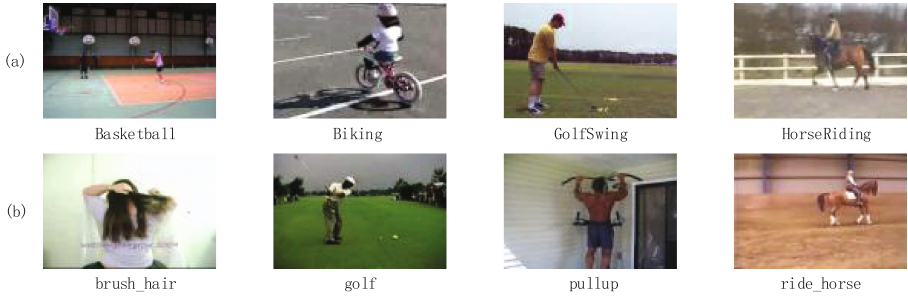 (a)
Basketball
Biking
GolfSwing
HorseRiding
(b)
brush_hair
golf
pullup
ride_horse